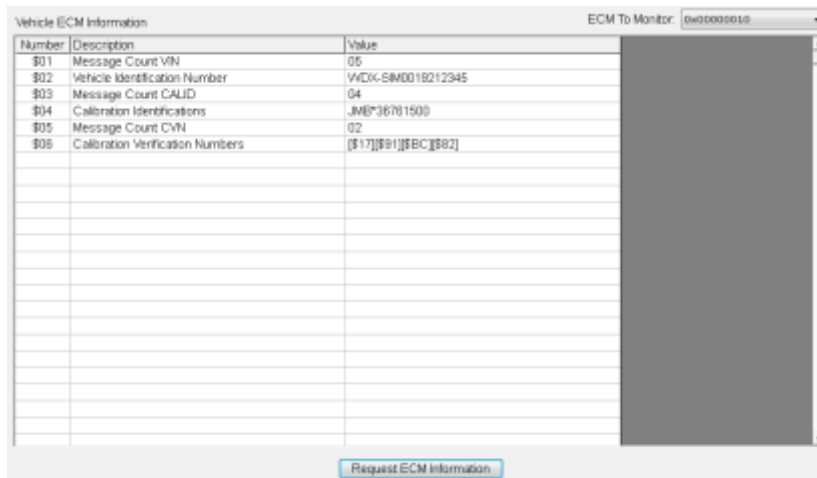 Vehicle ECM Information ECM To Monitor: 0x00000010
Number Description Value
$01 Message Count VIN 05
$02 Vehicle Identification Number WDX-SIM0019212345
$03 Message Count CALID 04
$04 Calibration Identifications JMB*36761500
$05 Message Count CVN 02
$06 Calibration Verification Numbers [$17][$91][$BC][$82]
Request ECM Information